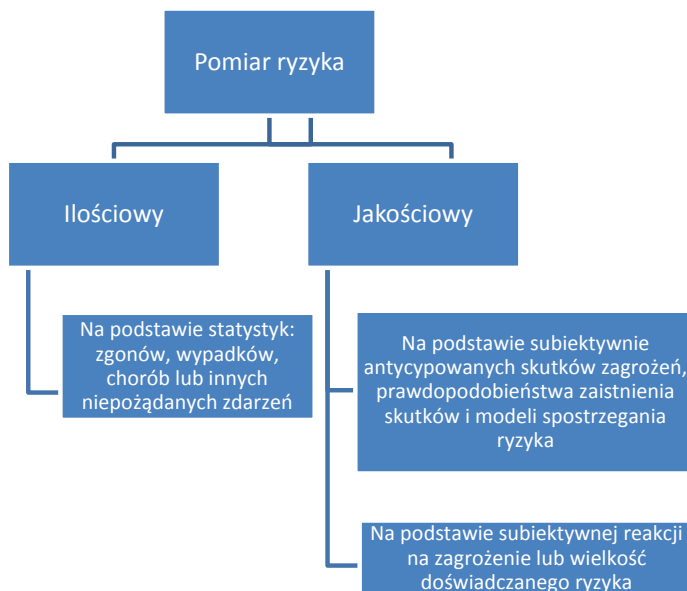 Pomiar ryzyka
Ilościowy
Jakościowy
Na podstawie statystyk:
zgonów, wypadków,
chorób lub innych
niepożądanych zdarzeń
Na podstawie subiektywnie
antycypowanych skutków zagrożeń,
prawdopodobieństwa zaistnienia
skutków i modeli spostrzegania
ryzyka
Na podstawie subiektywnej reakcji
na zagrożenie lub wielkość
doświadczanego ryzyka